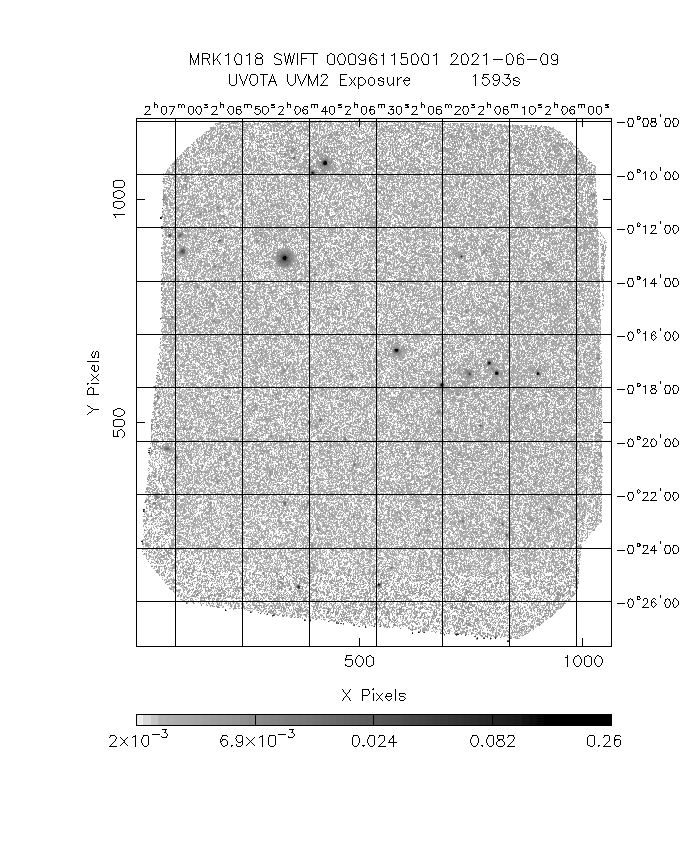 MRK1018 SWIFT 00096115001 2021-06-09
UVOTA UVM2 Exposure 1593s
2ʰ07ᵐ00ˢ 2ʰ06ᵐ50ˢ 2ʰ06ᵐ40ˢ 2ʰ06ᵐ30ˢ 2ʰ06ᵐ20ˢ 2ʰ06ᵐ10ˢ 2ʰ06ᵐ00ˢ
-0°08'00
-0°10'00
1000
-0°12'00
-0°14'00
-0°16'00
Y Pixels
-0°18'00
500
-0°20'00
-0°22'00
-0°24'00
-0°26'00
500 1000
X Pixels
2×10⁻³ 6.9×10⁻³ 0.024 0.082 0.26